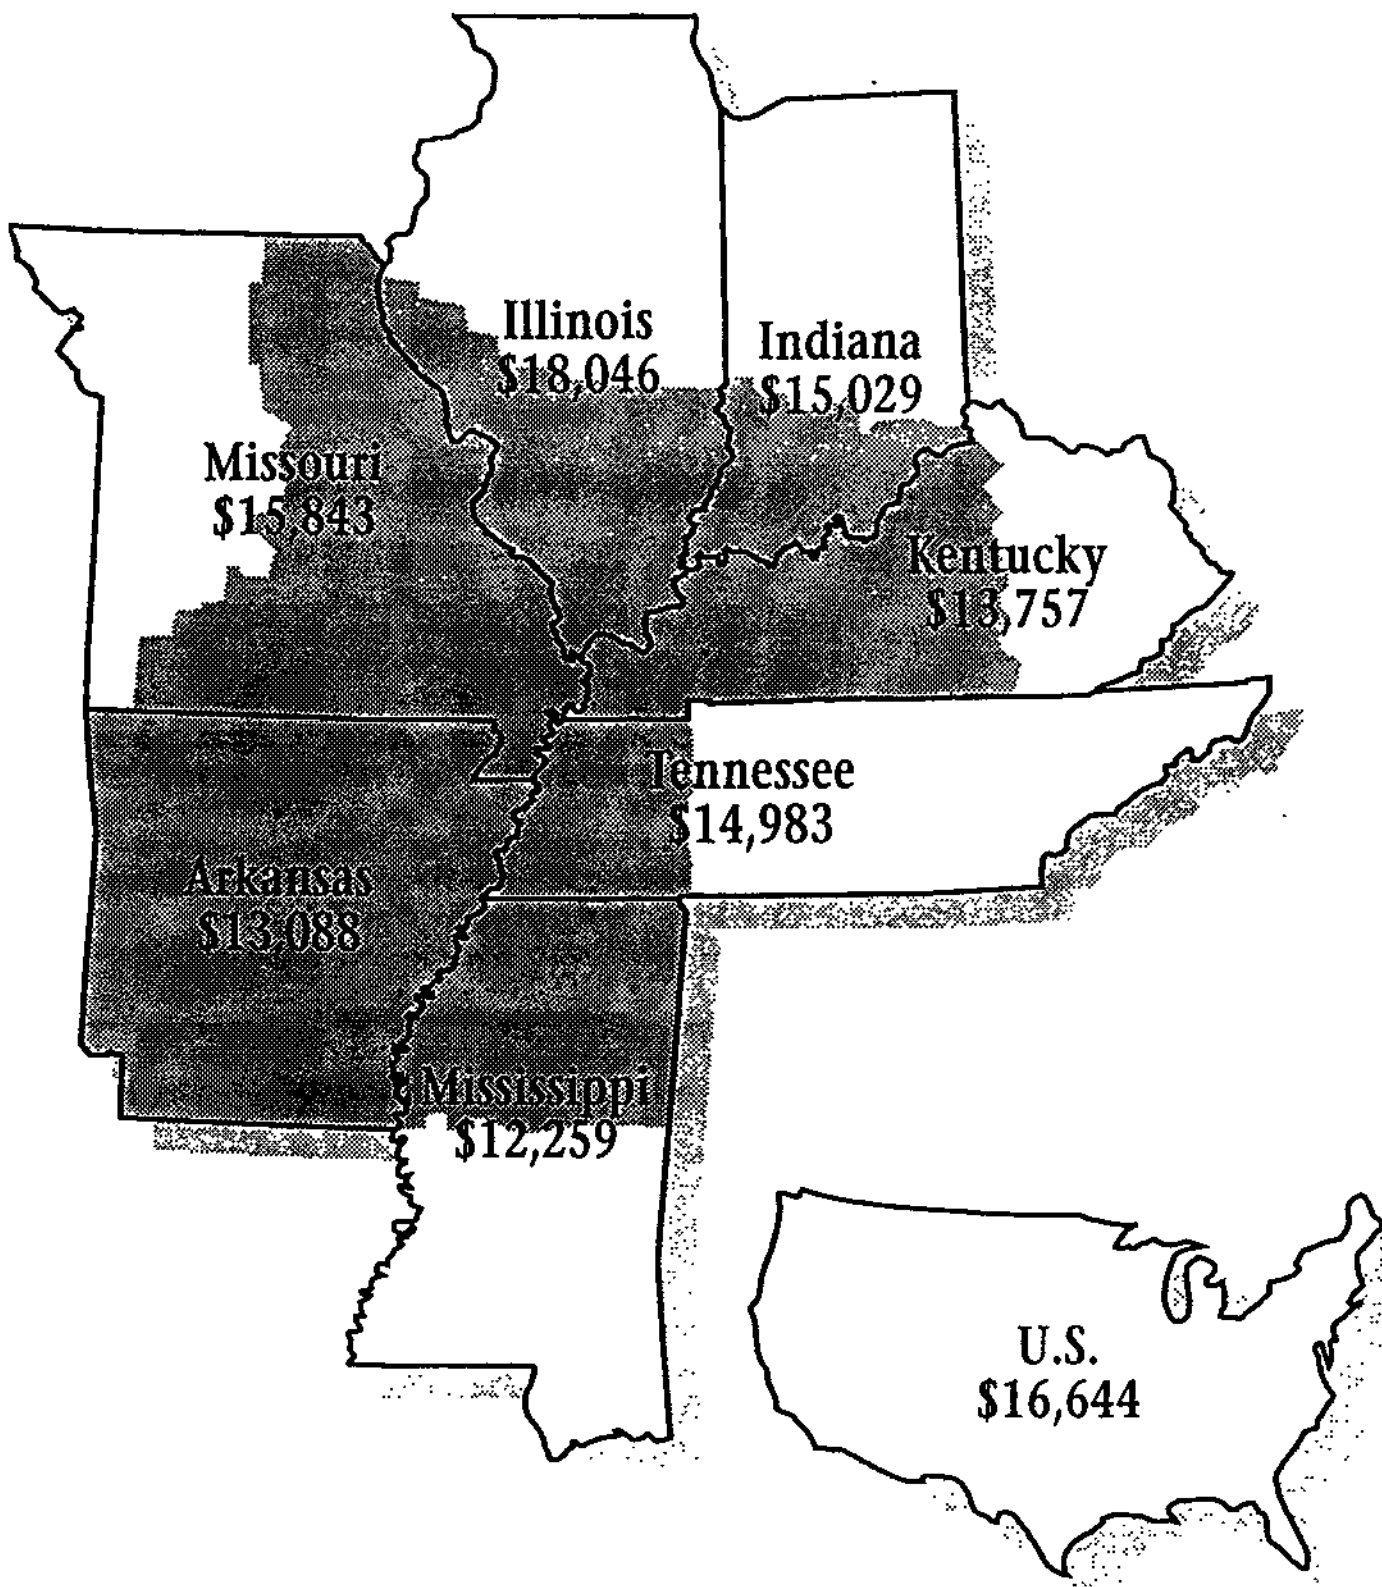 Illinois
$18,046
Indiana
$15,029
Missouri
$15,843
Kentucky
$13,757
Tennessee
$14,983
Arkansas
$13,088
Mississippi
$12,259
U.S.
$16,644